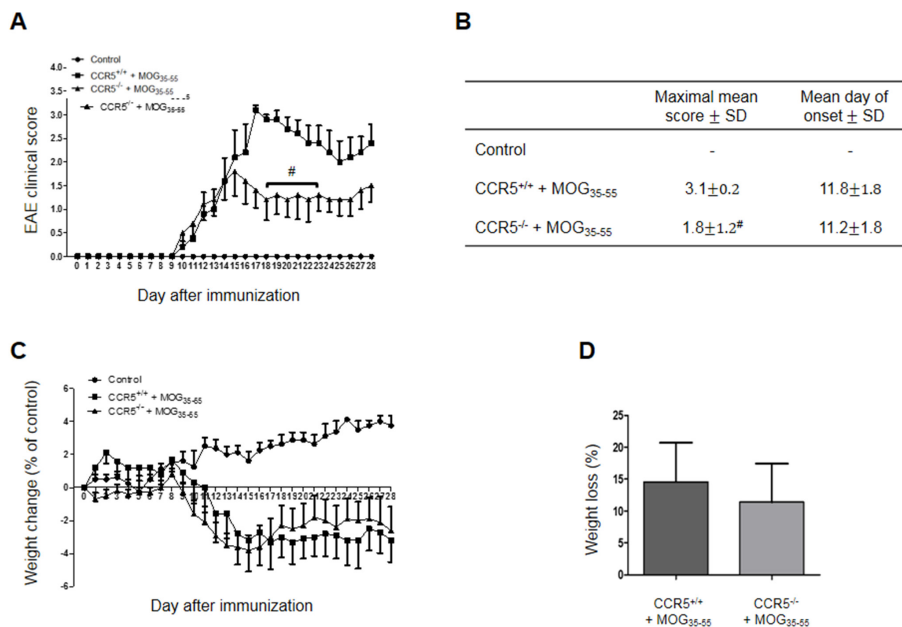 A
Control
CCR5+/+ + MOG35-55
CCR5-/- + MOG35-55
CCR5-/- + MOG35-55
EAE clinical score
4.0
3.5
3.0
3.5
3.0
2.5
2.0
1.5
1.0
0.5
0.0
0 1 2 3 4 5 6 7 8 9 10 11 12 13 14 15 16 17 18 19 20 21 22 23 24 25 26 27 28
#
Day after immunization
B
Maximal mean score ± SD
Mean day of onset ± SD
Control - -
CCR5+/+ + MOG35-55 3.1±0.2 11.8±1.8
CCR5-/- + MOG35-55 1.8±1.2# 11.2±1.8
C
Control
CCR5+/+ + MOG35-65
CCR5-/- + MOG35-65
Weight change (% of control)
6
4
2
0
-2
-4
-6
0 1 2 3 4 5 6 7 8 9 10 11 12 13 14 15 16 17 18 19 20 21 22 23 24 25 26 27 28
Day after immunization
D
Weight loss (%)
25
20
15
10
5
0
CCR5+/+ + MOG35-55
CCR5-/- + MOG35-55